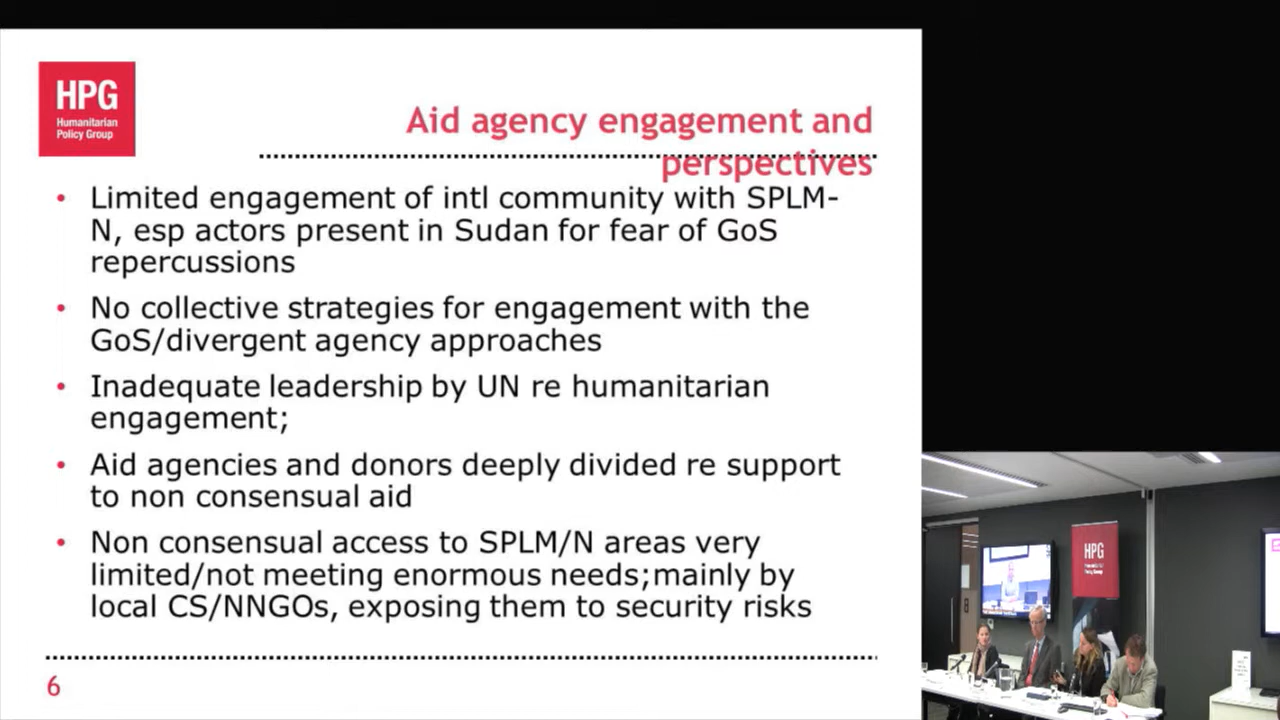 HPG
Humanitarian
Policy Group
Aid agency engagement and
perspectives
• Limited engagement of intl community with SPLM-
N, esp actors present in Sudan for fear of GoS
repercussions
• No collective strategies for engagement with the
GoS/divergent agency approaches
• Inadequate leadership by UN re humanitarian
engagement;
• Aid agencies and donors deeply divided re support
to non consensual aid
• Non consensual access to SPLM/N areas very
limited/not meeting enormous needs;mainly by
local CS/NNGOs, exposing them to security risks
6
HPG
Humanitarian
Policy Group